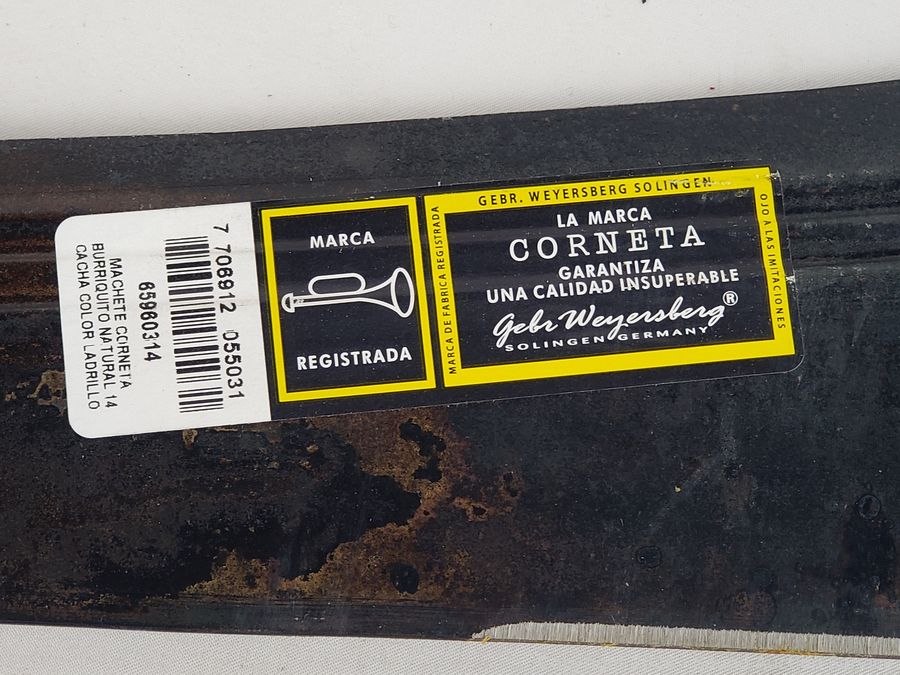 MACHETE CORNETA
BURRIQUITO NATURAL 14
CACHA COLOR LADRILLO
65960314
7 706912 055031
MARCA
REGISTRADA
MARCA DE FABRICA REGISTRADA
GEBR. WEYERSBERG SOLINGEN
OJO A LAS IMITACIONES
LA MARCA
CORNETA
GARANTIZA
UNA CALIDAD INSUPERABLE
Gebr Weyersberg®
SOLINGEN GERMANY